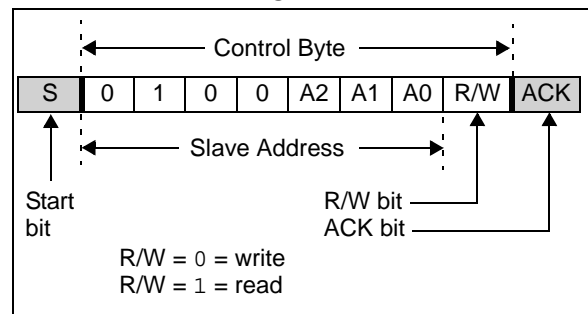 Control Byte
S 0 1 0 0 A2 A1 A0 R/W ACK
Slave Address
Start
bit
R/W bit
ACK bit
R/W = 0 = write
R/W = 1 = read